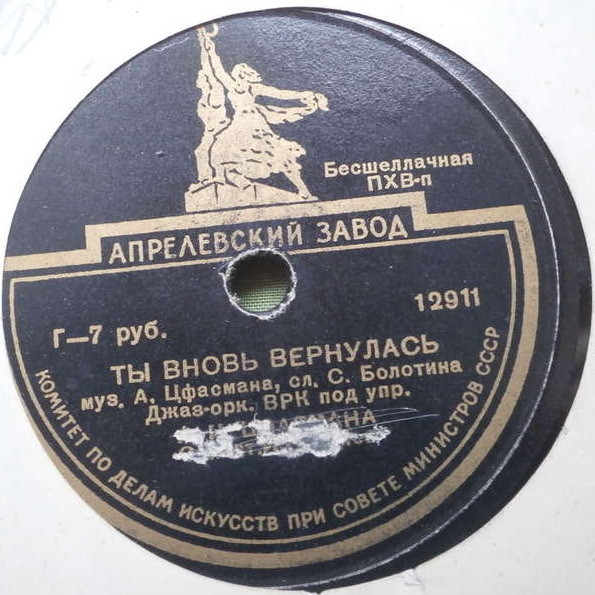 Бесшеллачная
ПХВ-п
АПРЕЛЕВСКИЙ ЗАВОД
12911
Г—7 руб.
ТЫ ВНОВЬ ВЕРНУЛАСЬ
муз. А. Цфасмана, сл. С. Болотина
Джаз-орк. ВРК под упр.
КОМИТЕТ ПО ДЕЛАМ ИСКУССТВ ПРИ СОВЕТЕ МИНИСТРОВ СССР